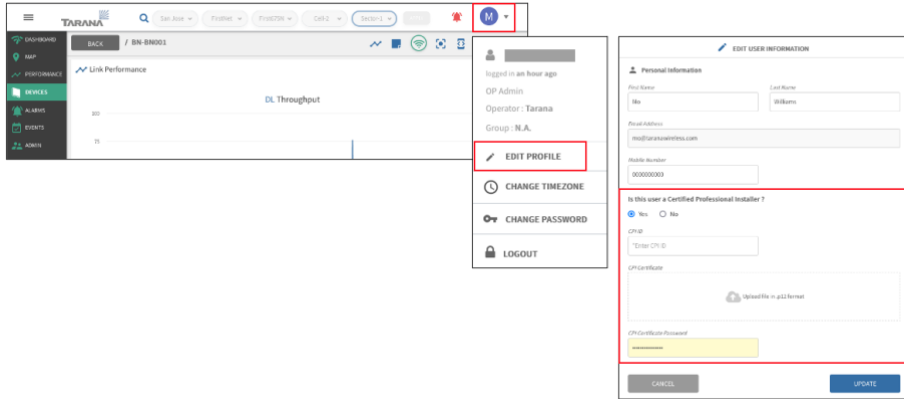 TARANA
San Jose
FirstNet
FirstGSN
Cell-2
Sector-1
M
DASHBOARD
BACK / BN-BN001
MAP
PERFORMANCE
Link Performance
DEVICES
DL Throughput
ALARMS
100
EVENTS
75
ADMIN
logged in an hour ago
OP Admin
Operator : Tarana
Group : N.A.
EDIT PROFILE
CHANGE TIMEZONE
CHANGE PASSWORD
LOGOUT
EDIT USER INFORMATION
Personal Information
First Name Last Name
Mo Williams
Email Address
mo@taranawireless.com
Mobile Number
0000000003
Is this user a Certified Professional Installer ?
Yes No
CPI ID
*Enter CPI ID
CPI Certificate
Upload file in .p12 format
CPI Certificate Password
CANCEL UPDATE